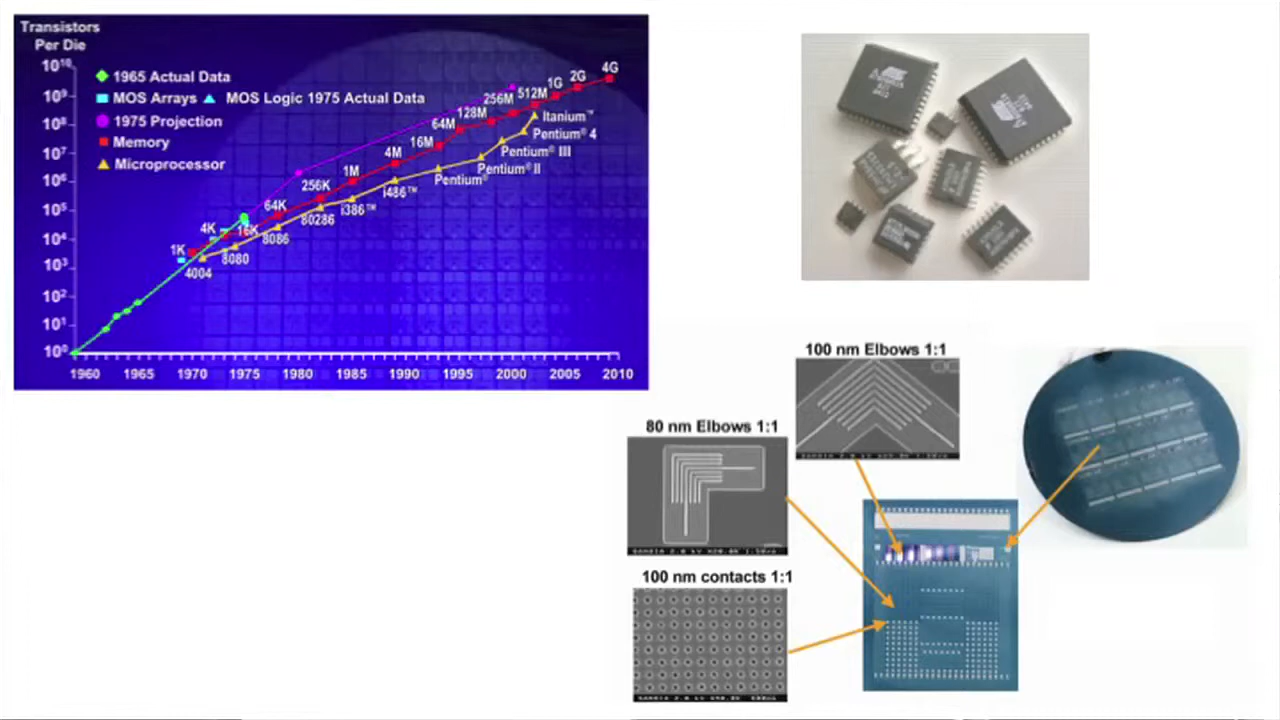 Transistors
Per Die
10¹⁰
10⁹
10⁸
10⁷
10⁶
10⁵
10⁴
10³
10²
10¹
10⁰
1965 Actual Data
MOS Arrays MOS Logic 1975 Actual Data
1975 Projection
Memory
Microprocessor
1K
4K
16K
64K
256K
1M
4M
16M
64M
128M
256M
512M
1G
2G
4G
4004
8080
8086
80286
i386™
i486™
Pentium®
Pentium® II
Pentium® III
Pentium® 4
Itanium™
1960 1965 1970 1975 1980 1985 1990 1995 2000 2005 2010
100 nm Elbows 1:1
80 nm Elbows 1:1
100 nm contacts 1:1